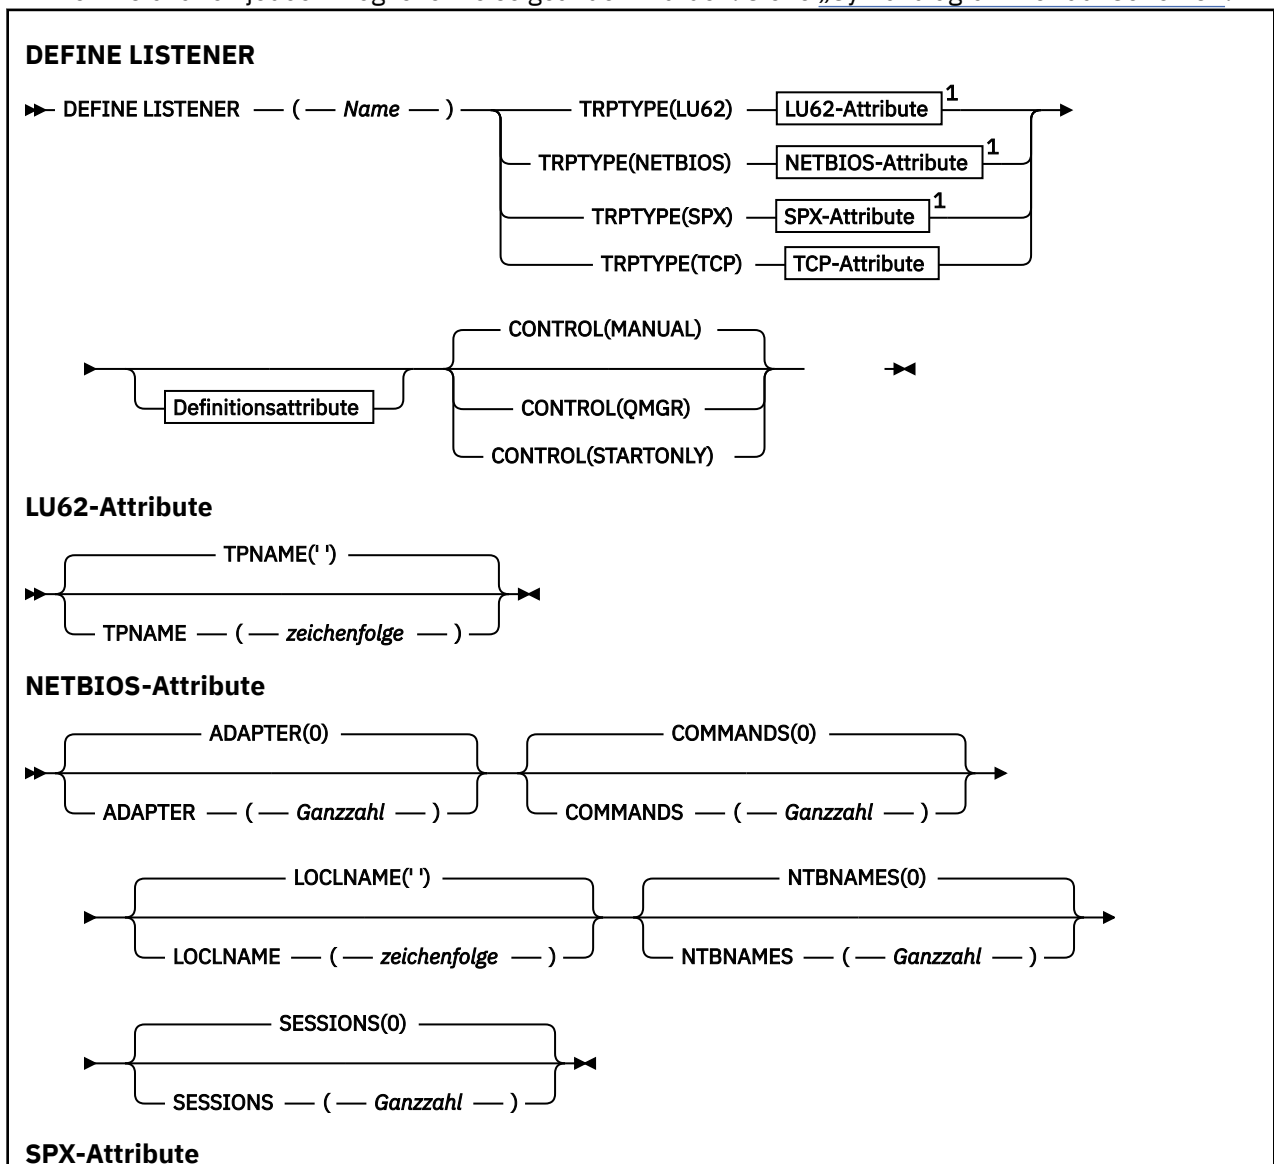 DEFINE LISTENER
DEFINE LISTENER ( Name ) TRPTYPE(LU62) LU62-Attribute 1
TRPTYPE(NETBIOS) NETBIOS-Attribute 1
TRPTYPE(SPX) SPX-Attribute 1
TRPTYPE(TCP) TCP-Attribute
CONTROL(MANUAL)
Definitionsattribute CONTROL(QMGR)
CONTROL(STARTONLY)
LU62-Attribute
TPNAME(' ')
TPNAME ( zeichenfolge )
NETBIOS-Attribute
ADAPTER(0) COMMANDS(0)
ADAPTER ( Ganzzahl ) COMMANDS ( Ganzzahl )
LOCLNAME(' ') NTBNAMES(0)
LOCLNAME ( zeichenfolge ) NTBNAMES ( Ganzzahl )
SESSIONS(0)
SESSIONS ( Ganzzahl )
SPX-Attribute